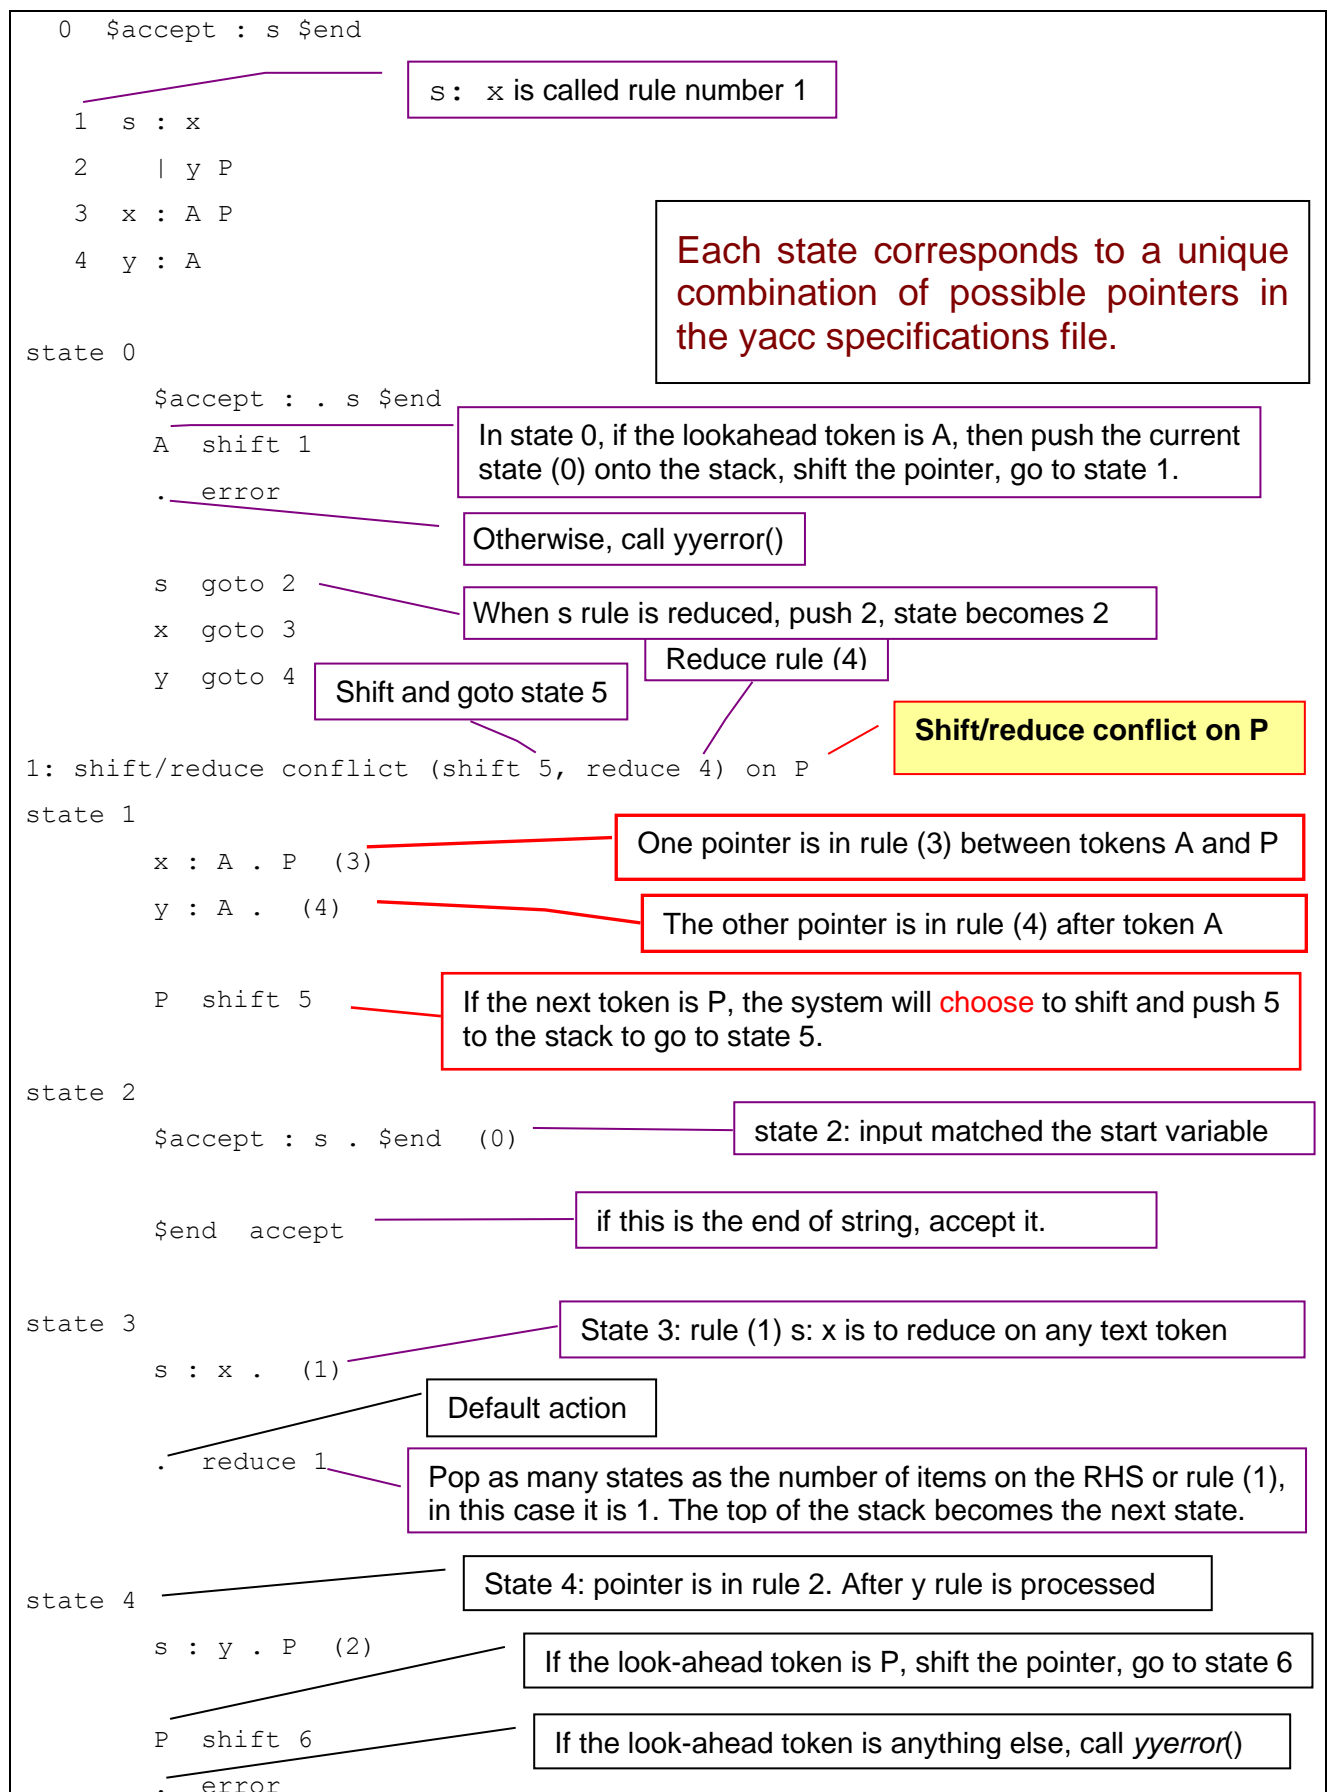 0 $accept : s $end
s: x is called rule number 1
1 s : x
2 | y P
3 x : A P
4 y : A
Each state corresponds to a unique
combination of possible pointers in
the yacc specifications file.
state 0
$accept : . s $end
A shift 1
In state 0, if the lookahead token is A, then push the current
state (0) onto the stack, shift the pointer, go to state 1.
. error
Otherwise, call yyerror()
s goto 2
When s rule is reduced, push 2, state becomes 2
x goto 3
Reduce rule (4)
y goto 4
Shift and goto state 5
Shift/reduce conflict on P
1: shift/reduce conflict (shift 5, reduce 4) on P
state 1
One pointer is in rule (3) between tokens A and P
x : A . P (3)
y : A . (4)
The other pointer is in rule (4) after token A
P shift 5
If the next token is P, the system will choose to shift and push 5
to the stack to go to state 5.
state 2
$accept : s . $end (0)
state 2: input matched the start variable
$end accept
if this is the end of string, accept it.
state 3
State 3: rule (1) s: x is to reduce on any text token
s : x . (1)
Default action
. reduce 1
Pop as many states as the number of items on the RHS or rule (1),
in this case it is 1. The top of the stack becomes the next state.
state 4
State 4: pointer is in rule 2. After y rule is processed
s : y . P (2)
If the look-ahead token is P, shift the pointer, go to state 6
P shift 6
If the look-ahead token is anything else, call yyerror()
. error